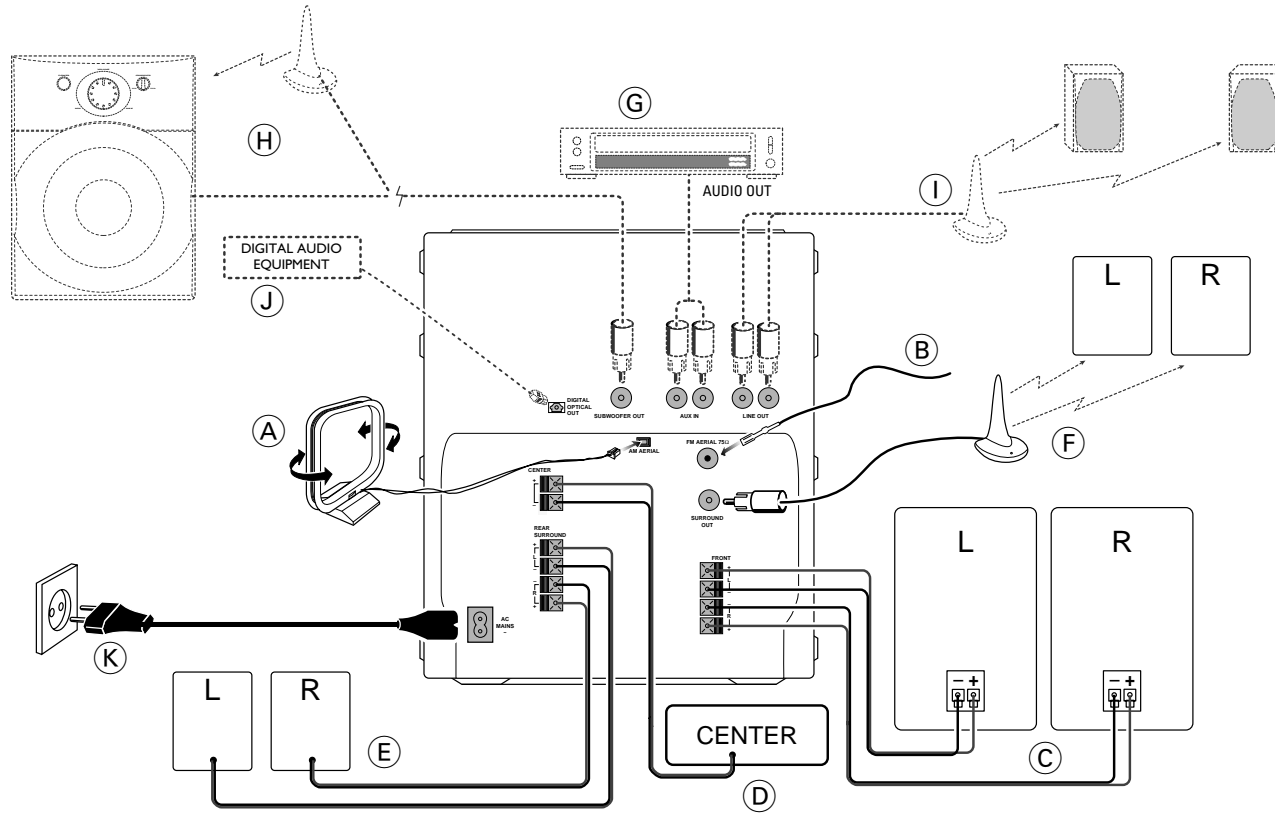 G
H
AUDIO OUT
I
DIGITAL AUDIO
EQUIPMENT
J
L
R
B
DIGITAL
OPTICAL
OUT
SUBWOOFER OUT
AUX IN
LINE OUT
A
AM AERIAL
FM AERIAL 75Ω
F
CENTER
+
–
SURROUND
OUT
REAR
SURROUND
+
L
–
–
R
+
FRONT
+
L
–
–
R
+
L
R
AC
MAINS
~
K
L
R
E
CENTER
D
– +
– +
C